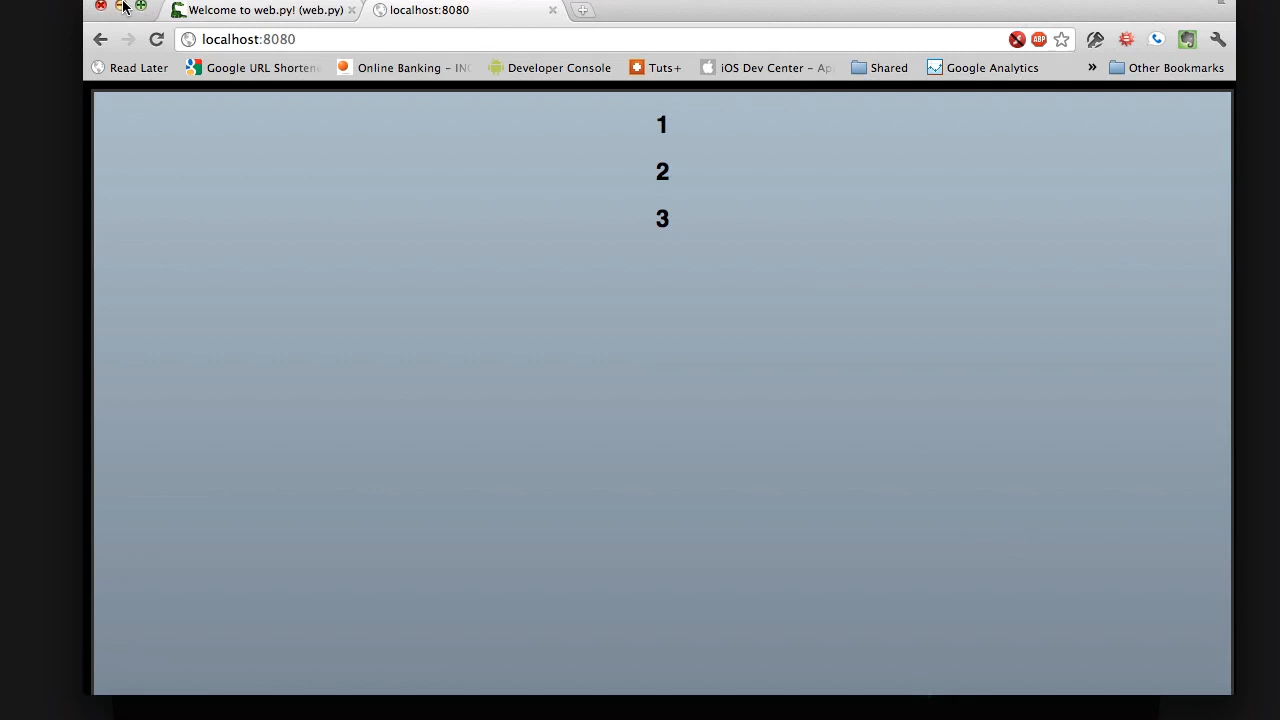 Welcome to web.py! (web.py) localhost:8080
localhost:8080
ABP
Read Later Google URL Shorten Online Banking – IN Developer Console Tuts+ iOS Dev Center – Ap Shared Google Analytics » Other Bookmarks
1
2
3